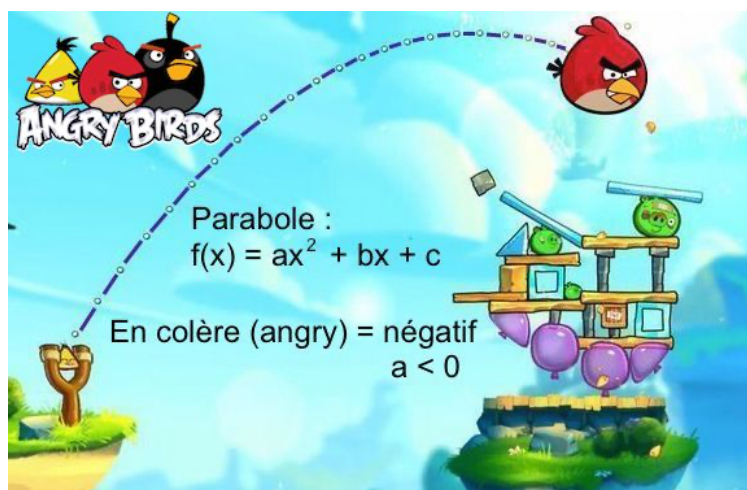 ANGRY BIRDS
Parabole :
f(x) = ax² + bx + c
En colère (angry) = négatif
a < 0